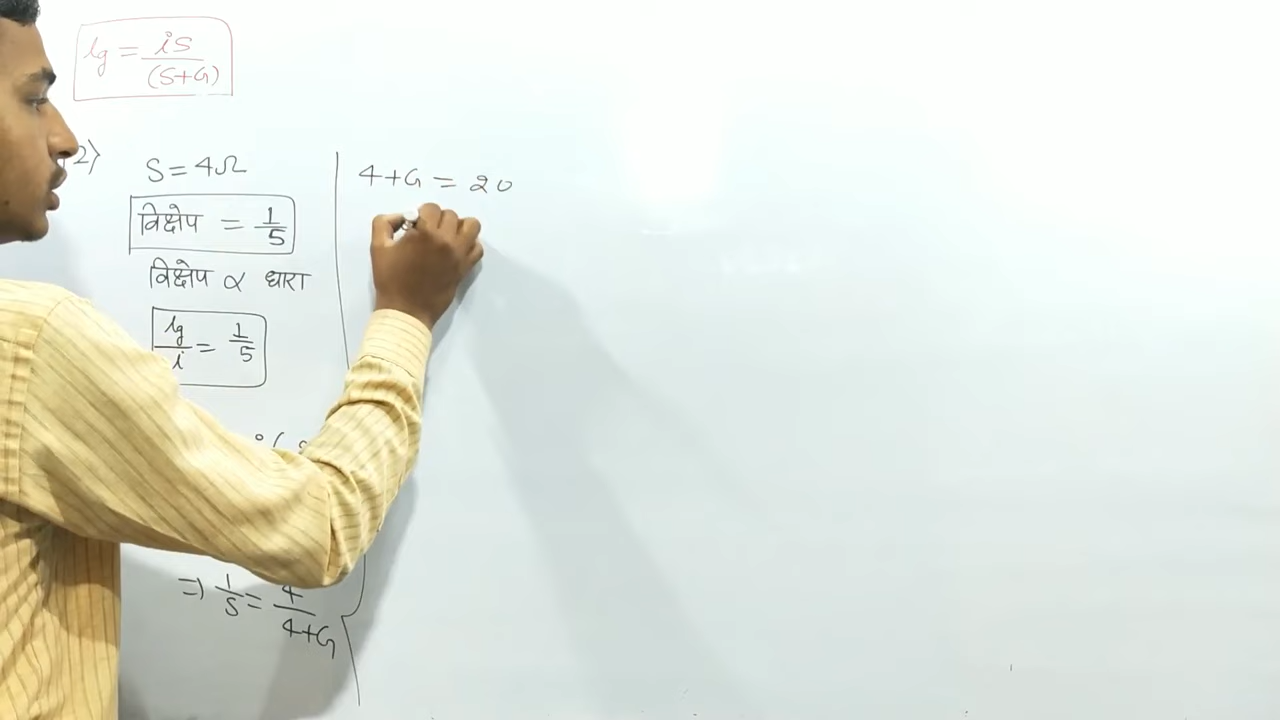 ig = iS/(S+G)
2)
S = 4Ω
विक्षेप = 1/5
विक्षेप ∝ धारा
ig/i = 1/5
⇒ 1/5 = 4/4+G
4+G = 20